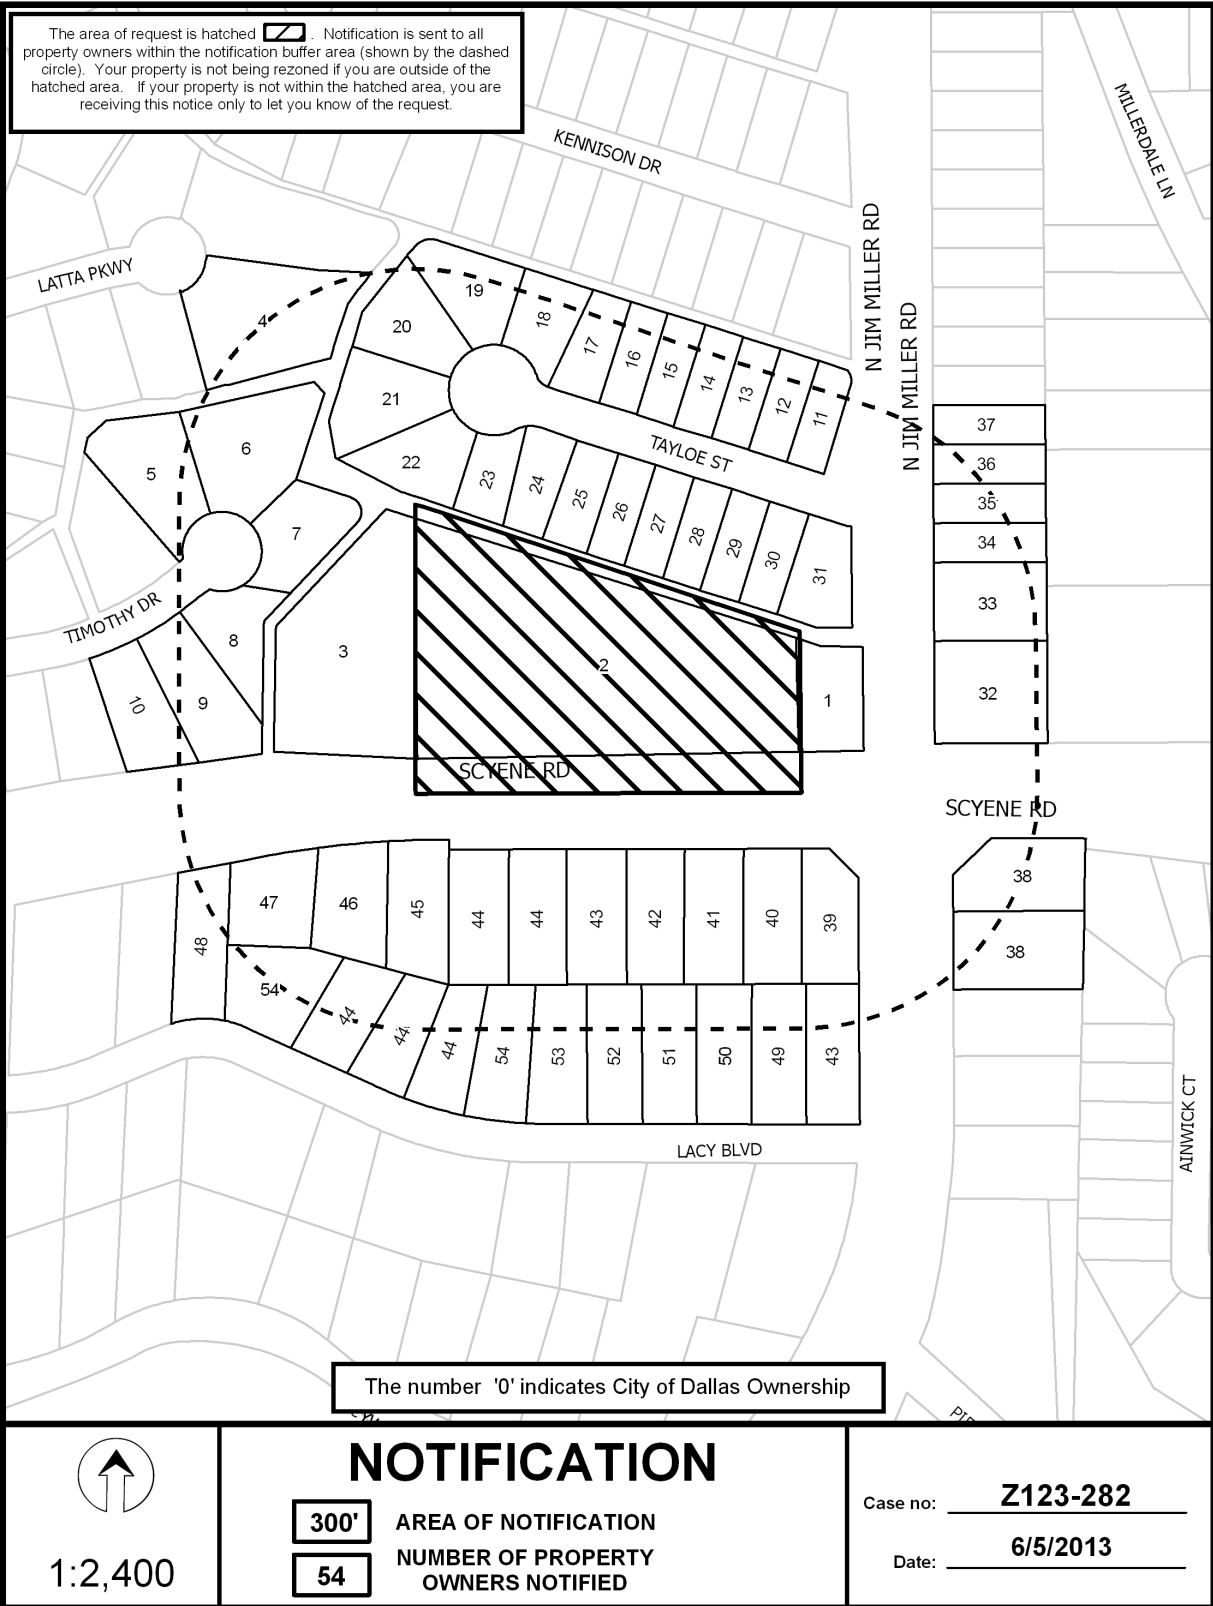 The area of request is hatched . Notification is sent to all
property owners within the notification buffer area (shown by the dashed
circle). Your property is not being rezoned if you are outside of the
hatched area. If your property is not within the hatched area, you are
receiving this notice only to let you know of the request.
KENNISON DR
MILLERDALE LN
N JIM MILLER RD
N JIM MILLER RD
LATTA PKWY
4
19
20
18
17
16
15
14
13
12
11
21
22
TAYLOE ST
37
36
35
34
33
32
5
6
7
23
24
25
26
27
28
29
30
31
TIMOTHY DR
8
9
10
3
2
1
SCYENE RD
SCYENE RD
38
38
48
47
46
45
44
44
43
42
41
40
39
54
44
44
44
54
53
52
51
50
49
43
LACY BLVD
AINWICK CT
The number '0' indicates City of Dallas Ownership
1:2,400
NOTIFICATION
300' AREA OF NOTIFICATION
54 NUMBER OF PROPERTY
OWNERS NOTIFIED
Case no: Z123-282
Date: 6/5/2013